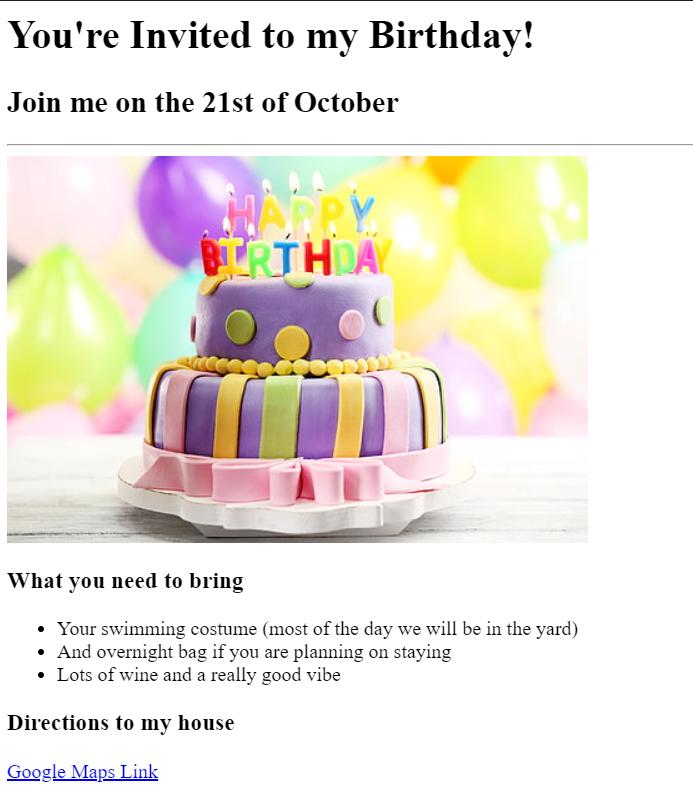 You're Invited to my Birthday!
Join me on the 21st of October
HAPPY
BIRTHDAY
What you need to bring
Your swimming costume (most of the day we will be in the yard)
And overnight bag if you are planning on staying
Lots of wine and a really good vibe
Directions to my house
Google Maps Link